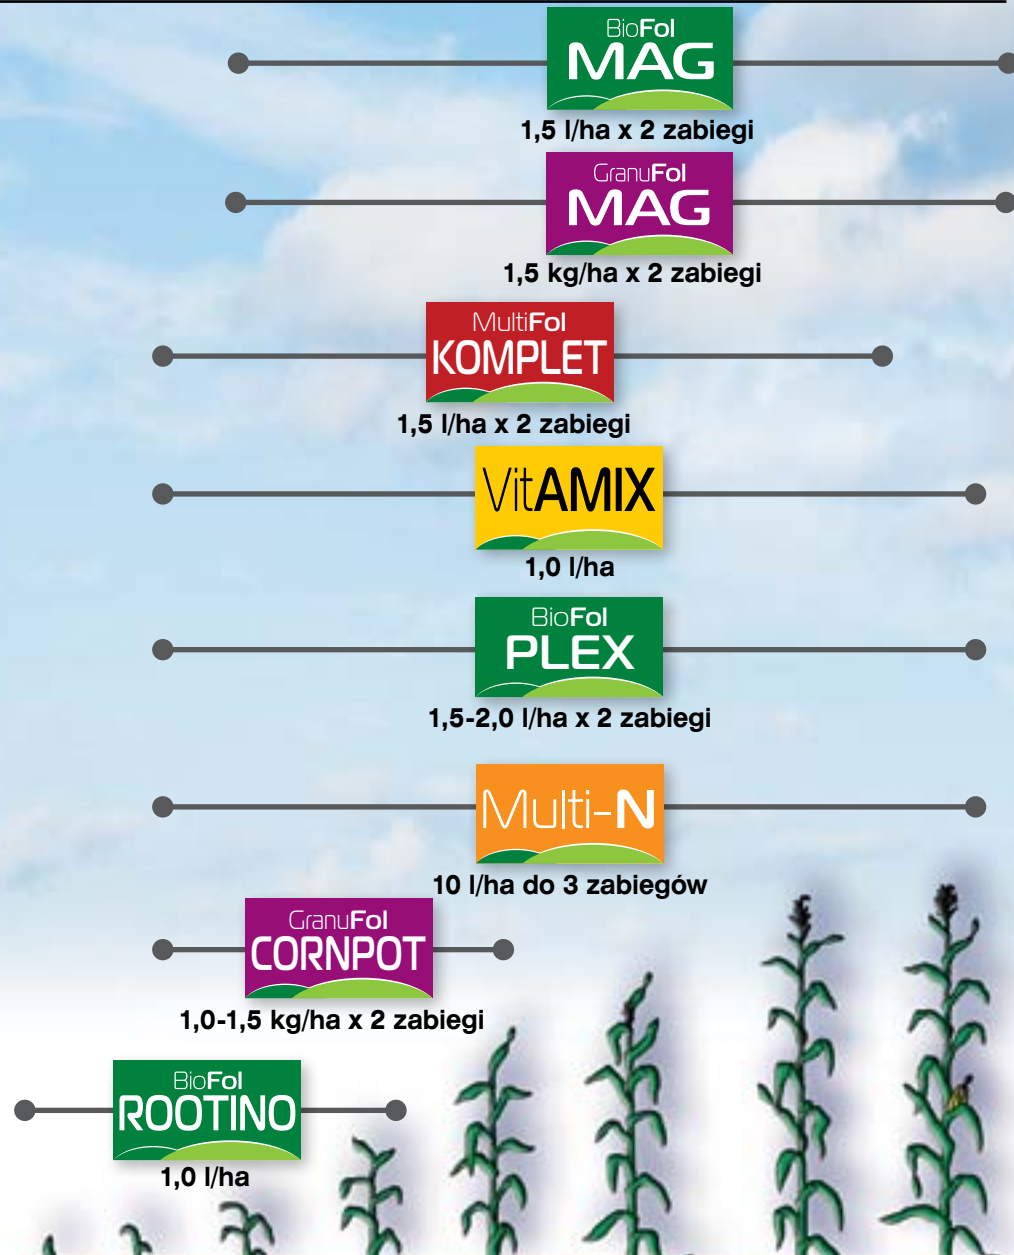 BioFol
MAG
1,5 l/ha x 2 zabiegi
GranuFol
MAG
1,5 kg/ha x 2 zabiegi
MultiFol
KOMPLET
1,5 l/ha x 2 zabiegi
VitAMIX
1,0 l/ha
BioFol
PLEX
1,5-2,0 l/ha x 2 zabiegi
Multi-N
10 l/ha do 3 zabiegów
GranuFol
CORNPOT
1,0-1,5 kg/ha x 2 zabiegi
BioFol
ROOTINO
1,0 l/ha